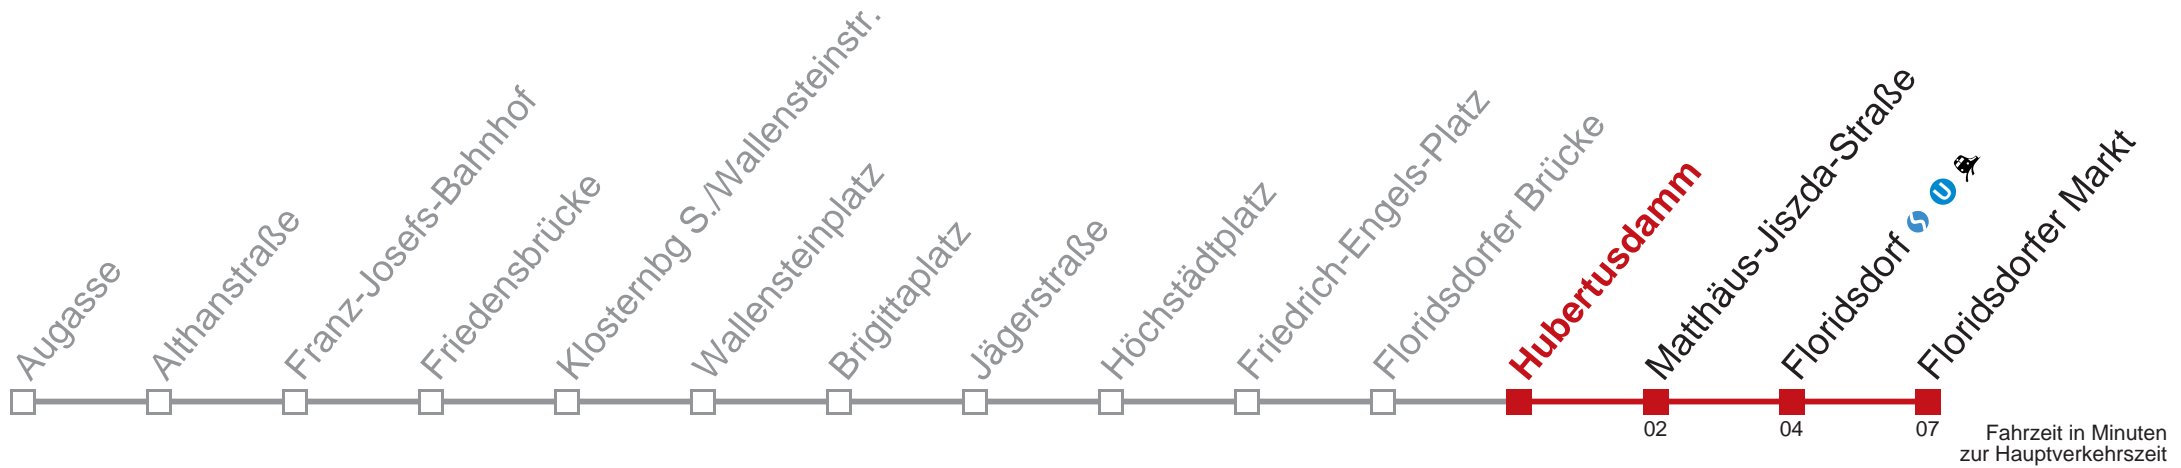 Augasse
Althanstraße
Franz-Josefs-Bahnhof
Friedensbrücke
Klosternbg S./Wallensteinstr.
Wallensteinplatz
Brigittaplatz
Jägerstraße
Höchstädtplatz
Friedrich-Engels-Platz
Floridsdorfer Brücke
Hubertusdamm
Matthäus-Jiszda-Straße
Floridsdorf S U
Floridsdorfer Markt
02
04
07
Fahrzeit in Minuten
zur Hauptverkehrszeit